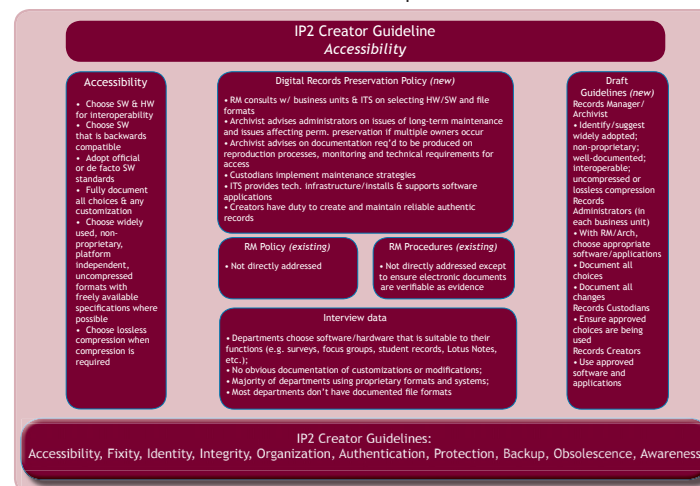 IP2 Creator Guideline
Accessibility
Accessibility
• Choose SW & HW
for interoperability
• Choose SW
that is backwards
compatible
• Adopt official
or de facto SW
standards
• Fully document
all choices & any
customization
• Choose widely
used, non-
proprietary,
platform
independent,
uncompressed
formats with
freely available
specifications where
possible
• Choose lossless
compression when
compression is
required
Digital Records Preservation Policy (new)
• RM consults w/ business units & ITS on selecting HW/SW and file
formats
• Archivist advises administrators on issues of long-term maintenance
and issues affecting perm. preservation if multiple owners occur
• Archivist advises on documentation req'd to be produced on
reproduction processes, monitoring and technical requirements for
access
• Custodians implement maintenance strategies
• ITS provides tech. infrastructure/installs & supports software
applications
• Creators have duty to create and maintain reliable authentic
records
RM Policy (existing)
• Not directly addressed
RM Procedures (existing)
• Not directly addressed except
to ensure electronic documents
are verifiable as evidence
Interview data
• Departments choose software/hardware that is suitable to their
functions (e.g. surveys, focus groups, student records, Lotus Notes,
etc.);
• No obvious documentation of customizations or modifications;
• Majority of departments using proprietary formats and systems;
• Most departments don't have documented file formats
Draft
Guidelines (new)
Records Manager/
Archivist
• Identify/suggest
widely adopted;
non-proprietary;
well-documented;
interoperable;
uncompressed or
lossless compression
Records
Administrators (in
each business unit)
• With RM/Arch,
choose appropriate
software/applications
• Document all
choices
• Document all
changes
Records Custodians
• Ensure approved
choices are being
used
Records Creators
• Use approved
software and
applications
IP2 Creator Guidelines:
Accessibility, Fixity, Identity, Integrity, Organization, Authentication, Protection, Backup, Obsolescence, Awareness